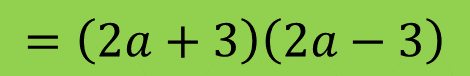 = (2𝑎 + 3)(2𝑎 − 3)